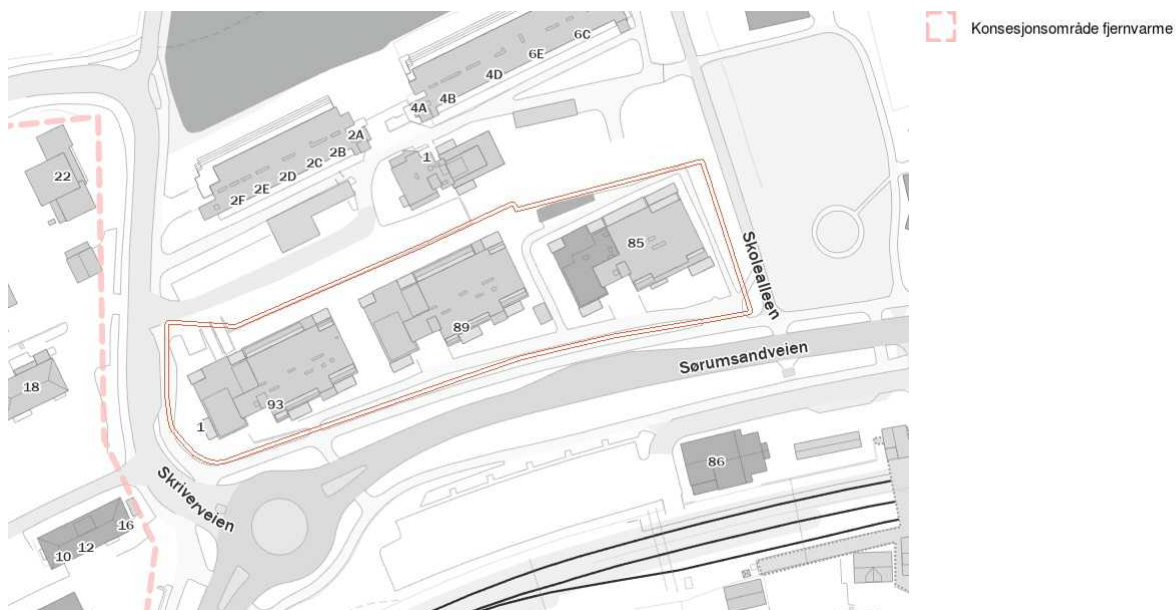 Konsesjonsområde fjernvarme
6C
6E
4D
4B
4A
2A
2B
2C
2D
2E
2F
1
22
85
Skolealleen
89
Sørumsandveien
18
93
1
86
Skriverveien
16
12
10